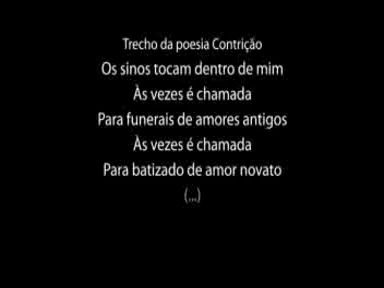 Trecho da poesia Contrição
Os sinos tocam dentro de mim
Às vezes é chamada
Para funerais de amores antigos
Às vezes é chamada
Para batizado de amor novato
(...)